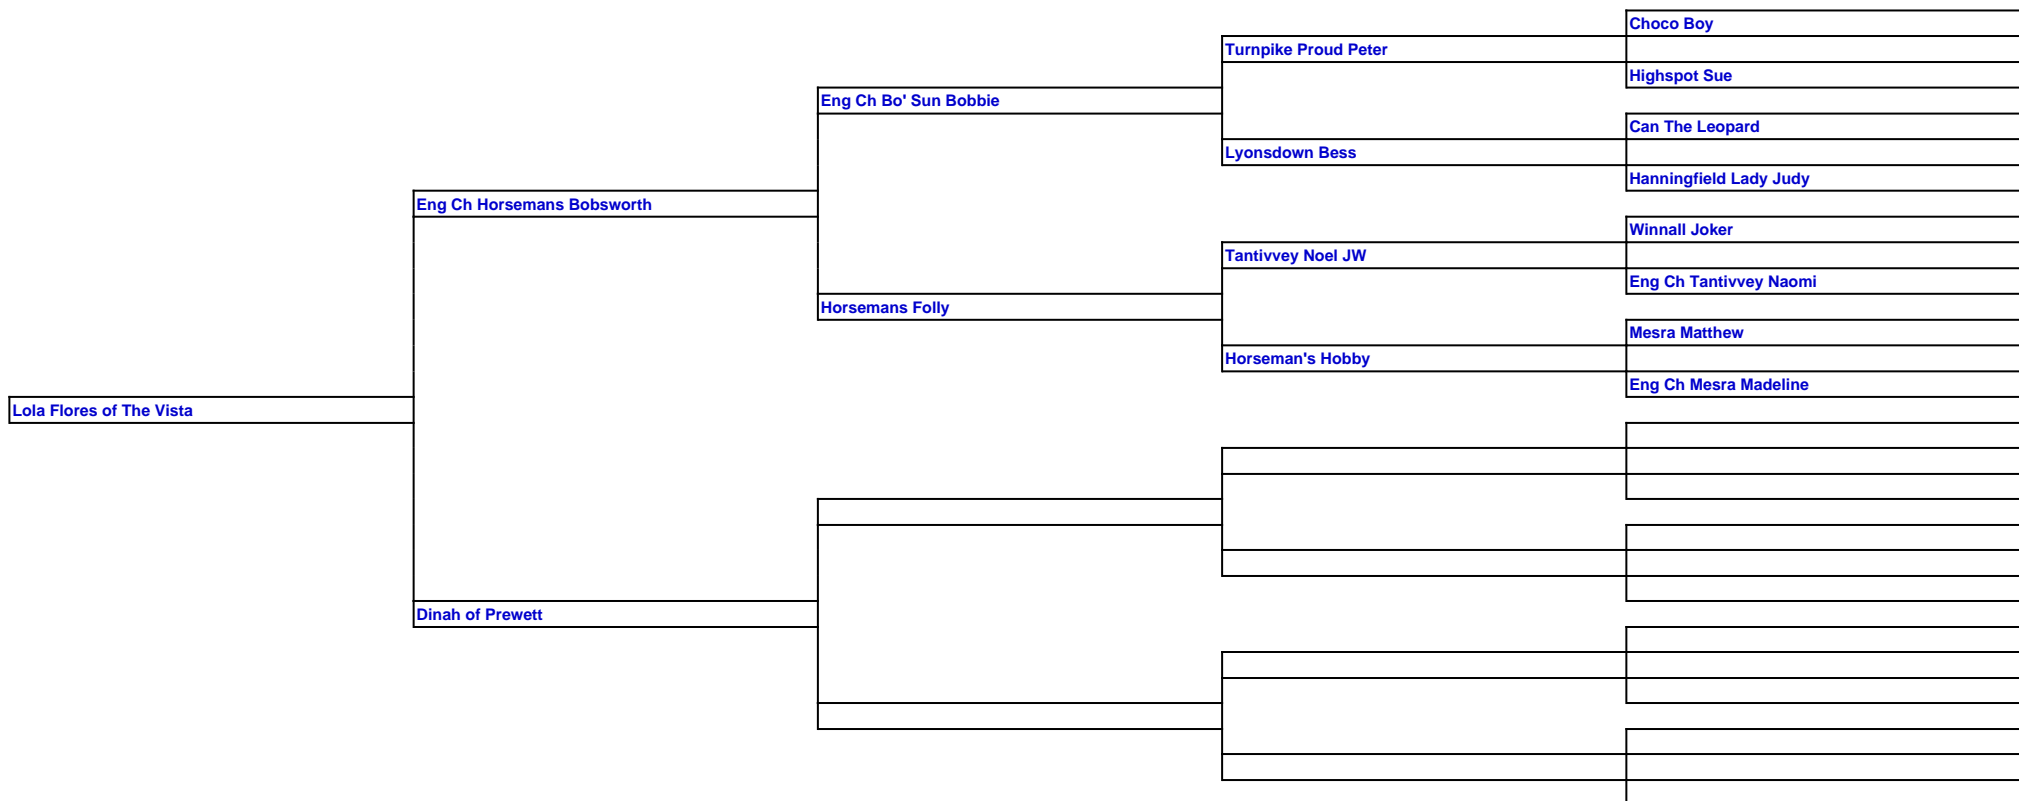 Choco Boy
Turnpike Proud Peter
Highspot Sue
Eng Ch Bo' Sun Bobbie
Can The Leopard
Lyonsdown Bess
Hanningfield Lady Judy
Eng Ch Horsemans Bobsworth
Winnall Joker
Tantivvey Noel JW
Eng Ch Tantivvey Naomi
Horsemans Folly
Mesra Matthew
Horseman's Hobby
Eng Ch Mesra Madeline
Lola Flores of The Vista
Dinah of Prewett